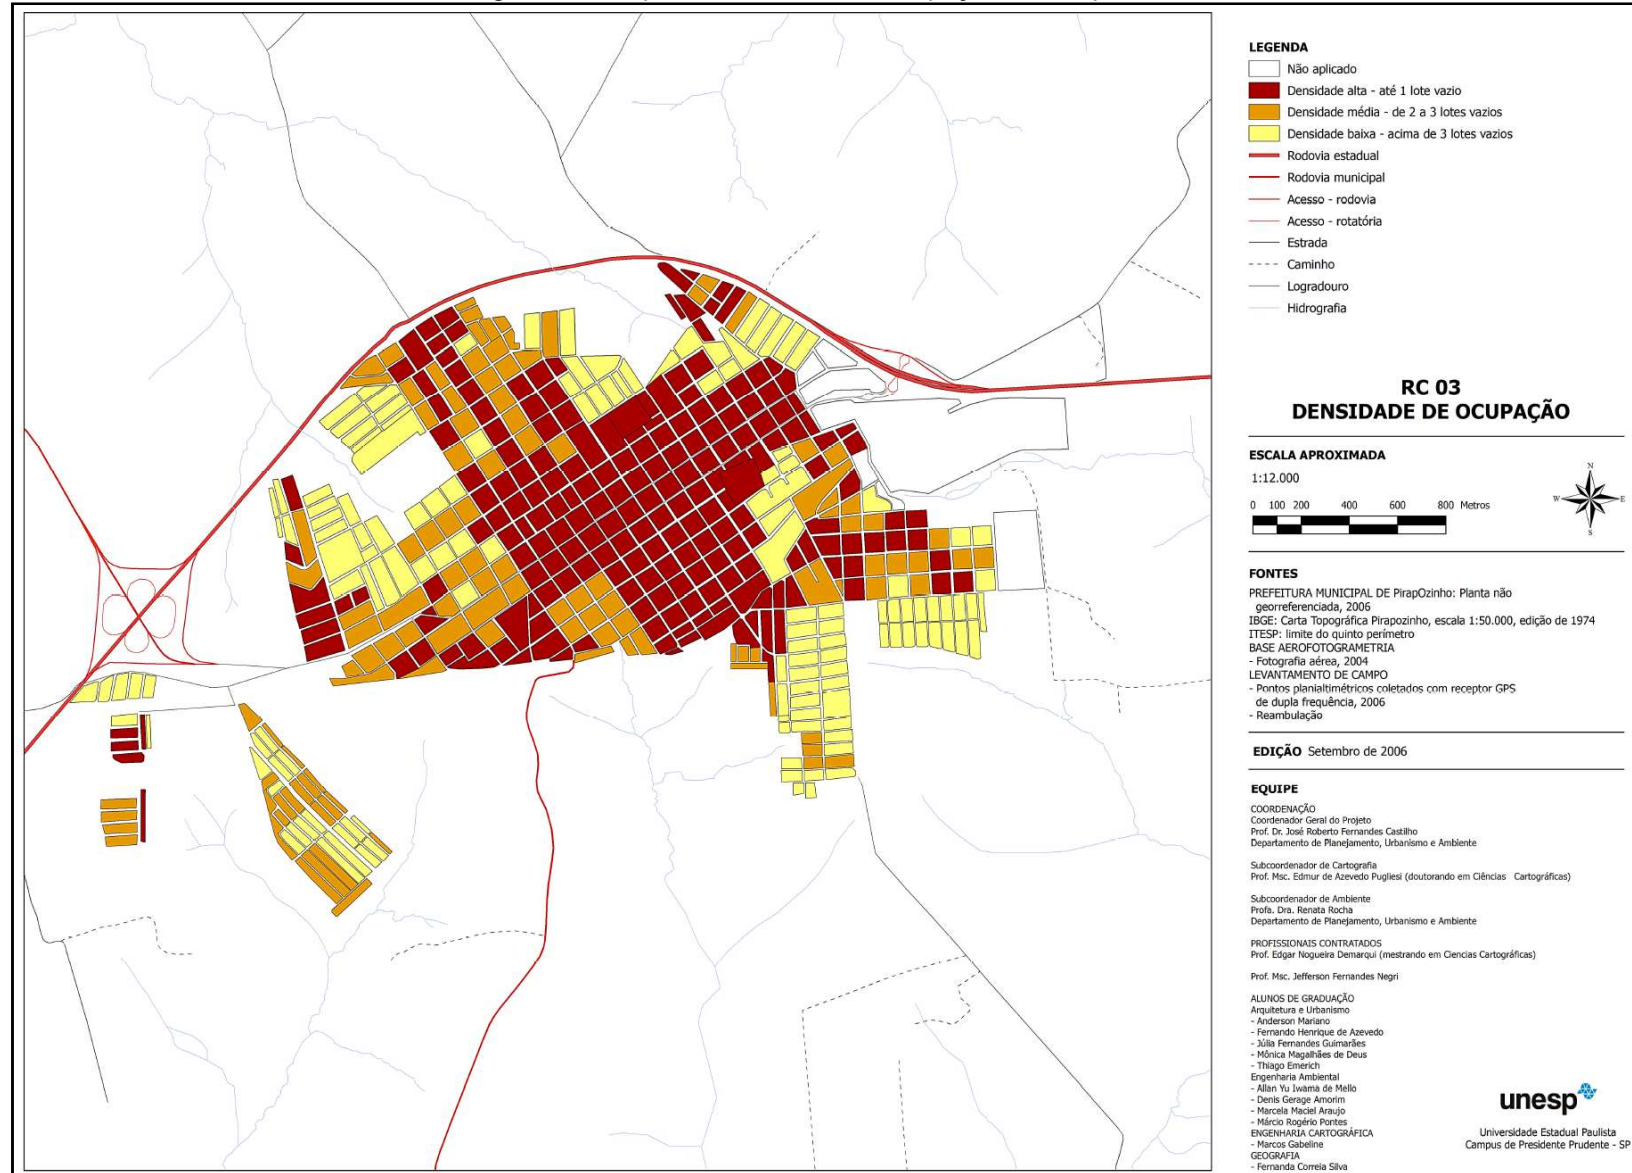 LEGENDA
Não aplicado
Densidade alta - até 1 lote vazio
Densidade média - de 2 a 3 lotes vazios
Densidade baixa - acima de 3 lotes vazios
Rodovia estadual
Rodovia municipal
Acesso - rodovia
Acesso - rotatória
Estrada
Caminho
Logradouro
Hidrografia
RC 03
DENSIDADE DE OCUPAÇÃO
ESCALA APROXIMADA
1:12.000
0 100 200 400 600 800 Metros
N
W E
S
FONTES
PREFEITURA MUNICIPAL DE PirapOzinho: Planta não
georreferenciada, 2006
IBGE: Carta Topográfica Pirapozinho, escala 1:50.000, edição de 1974
ITESP: limite do quinto perímetro
BASE AEROFOTOGRAMETRIA
- Fotografia aérea, 2004
LEVANTAMENTO DE CAMPO
- Pontos planialtimétricos coletados com receptor GPS
de dupla frequência, 2006
- Reambulação
EDIÇÃO Setembro de 2006
EQUIPE
COORDENAÇÃO
Coordenador Geral do Projeto
Prof. Dr. José Roberto Fernandes Castilho
Departamento de Planejamento, Urbanismo e Ambiente
Subcoordenador de Cartografia
Prof. Msc. Edmur de Azevedo Pugliesi (doutorando em Ciências Cartográficas)
Subcoordenador de Ambiente
Profa. Dra. Renata Rocha
Departamento de Planejamento, Urbanismo e Ambiente
PROFISSIONAIS CONTRATADOS
Prof. Edgar Nogueira Demarqui (mestrando em Ciencias Cartográficas)
Prof. Msc. Jefferson Fernandes Negri
ALUNOS DE GRADUAÇÃO
Arquitetura e Urbanismo
- Anderson Mariano
- Fernando Henrique de Azevedo
- Júlia Fernandes Guimarães
- Mônica Magalhães de Deus
- Thiago Emerich
Engenharia Ambiental
- Allan Yu Iwama de Mello
- Denis Gerage Amorim
- Marcela Maciel Araujo
- Márcio Rogério Pontes
ENGENHARIA CARTOGRÁFICA
- Marcos Gabeline
GEOGRAFIA
- Fernanda Correia Silva
unesp
Universidade Estadual Paulista
Campus de Presidente Prudente - SP